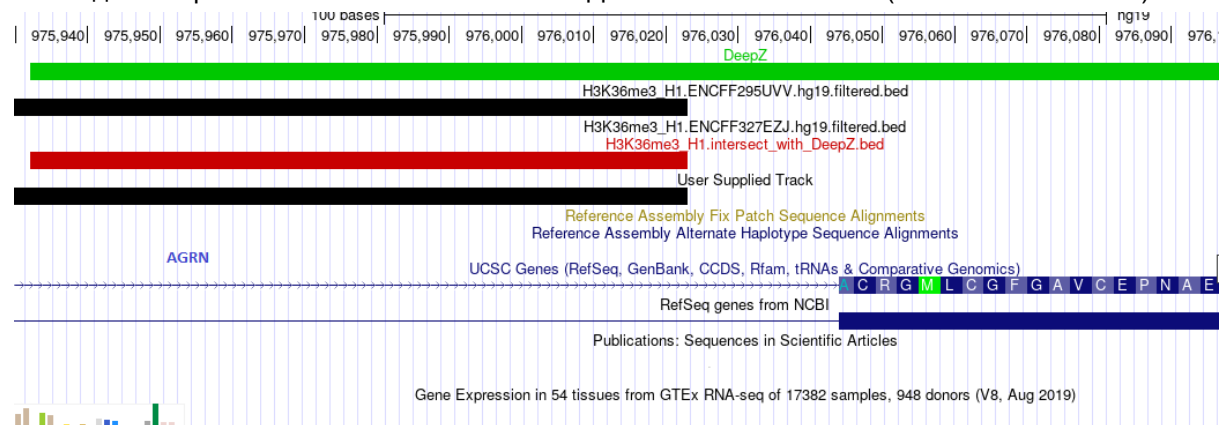 100 bases hg19
975,940| 975,950| 975,960| 975,970| 975,980| 975,990| 976,000| 976,010| 976,020| 976,030| 976,040| 976,050| 976,060| 976,070| 976,080| 976,090|
DeepZ
H3K36me3_H1.ENCFF295UVV.hg19.filtered.bed
H3K36me3_H1.ENCFF327EZJ.hg19.filtered.bed
H3K36me3_H1.intersect_with_DeepZ.bed
User Supplied Track
Reference Assembly Fix Patch Sequence Alignments
Reference Assembly Alternate Haplotype Sequence Alignments
AGRN
UCSC Genes (RefSeq, GenBank, CCDS, Rfam, tRNAs & Comparative Genomics)
A C R G M L C G F G A V C E P N A E
RefSeq genes from NCBI
Publications: Sequences in Scientific Articles
Gene Expression in 54 tissues from GTEx RNA-seq of 17382 samples, 948 donors (V8, Aug 2019)